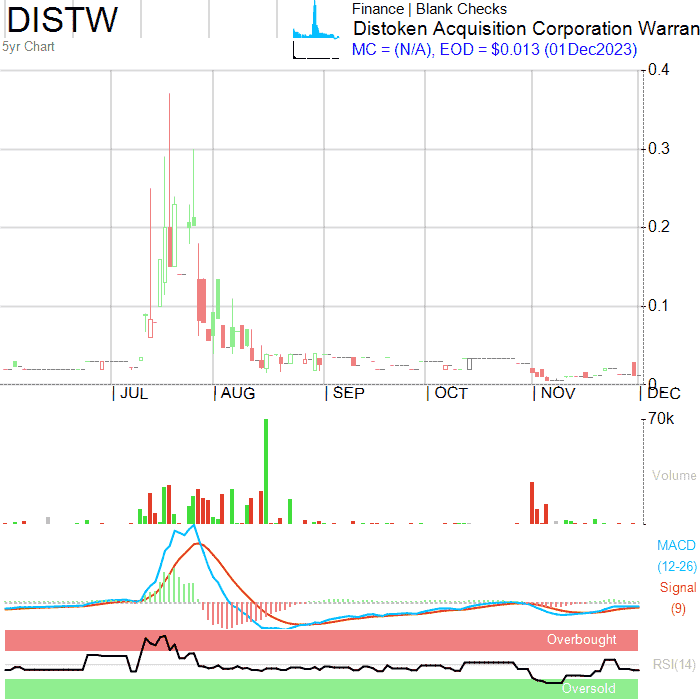 DISTW
5yr Chart
Finance | Blank Checks
Distoken Acquisition Corporation Warran
MC = (N/A), EOD = $0.013 (01Dec2023)
0.4
0.3
0.2
0.1
0
| JUL | AUG | SEP | OCT | NOV | DEC
70k
Volume
MACD
(12-26)
Signal
(9)
Overbought
RSI(14)
Oversold